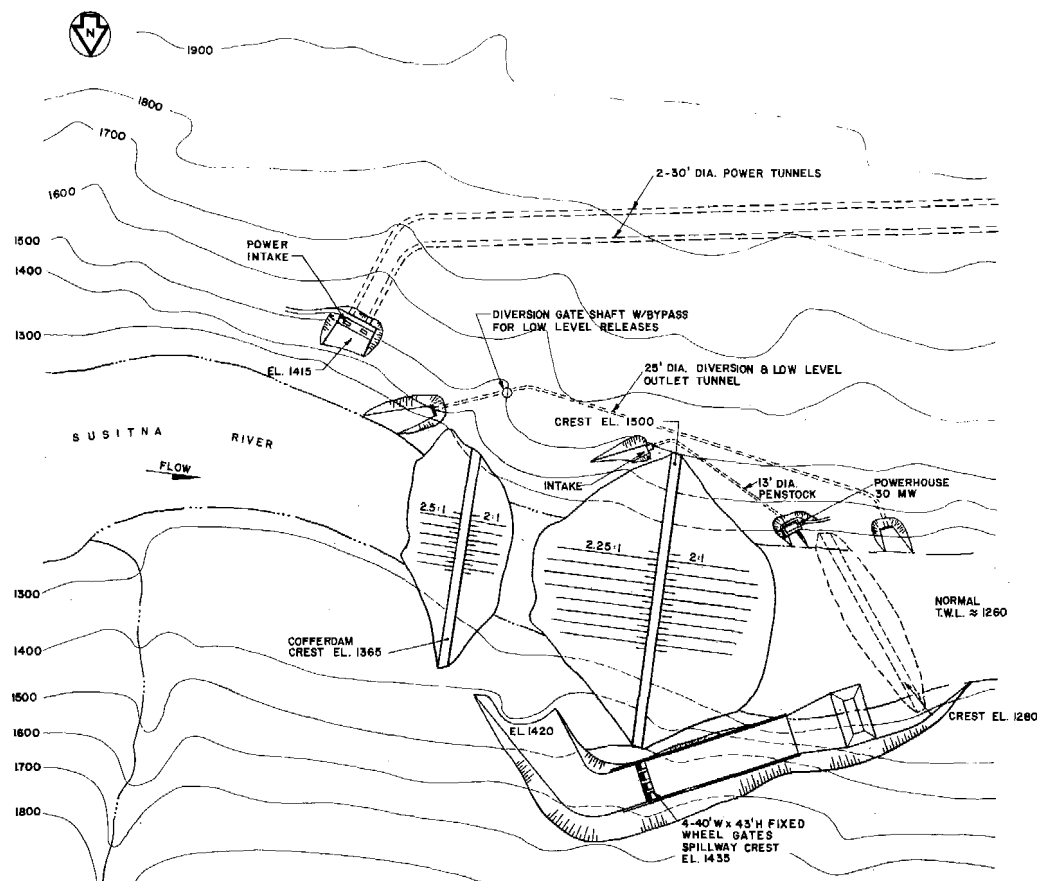 N
1900
1800
1700
1600
1500
1400
1300
2-30' DIA. POWER TUNNELS
POWER
INTAKE
DIVERSION GATE SHAFT W/BYPASS
FOR LOW LEVEL RELEASES
EL. 1415
25' DIA. DIVERSION & LOW LEVEL
OUTLET TUNNEL
CREST EL. 1500
SUSITNA RIVER
FLOW
INTAKE
13' DIA.
PENSTOCK
POWERHOUSE
30 MW
2.5:1
2:1
2.25:1
2:1
NORMAL
T.W.L. ≈ 1260
COFFERDAM
CREST EL. 1365
1300
1400
1500
1600
1700
1800
EL. 1420
CREST EL. 1280
4-40'W x 43'H FIXED
WHEEL GATES
SPILLWAY CREST
EL. 1435